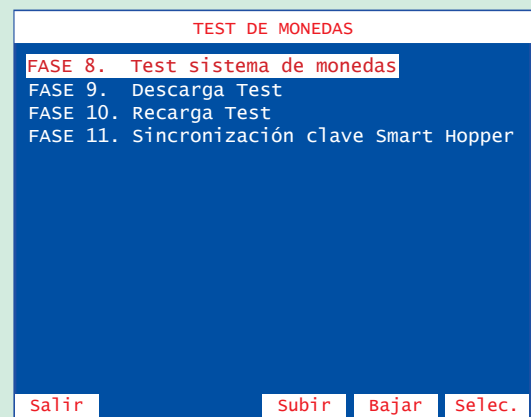 TEST DE MONEDAS
FASE 8. Test sistema de monedas
FASE 9. Descarga Test
FASE 10. Recarga Test
FASE 11. Sincronización clave Smart Hopper
Salir Subir Bajar Selec.